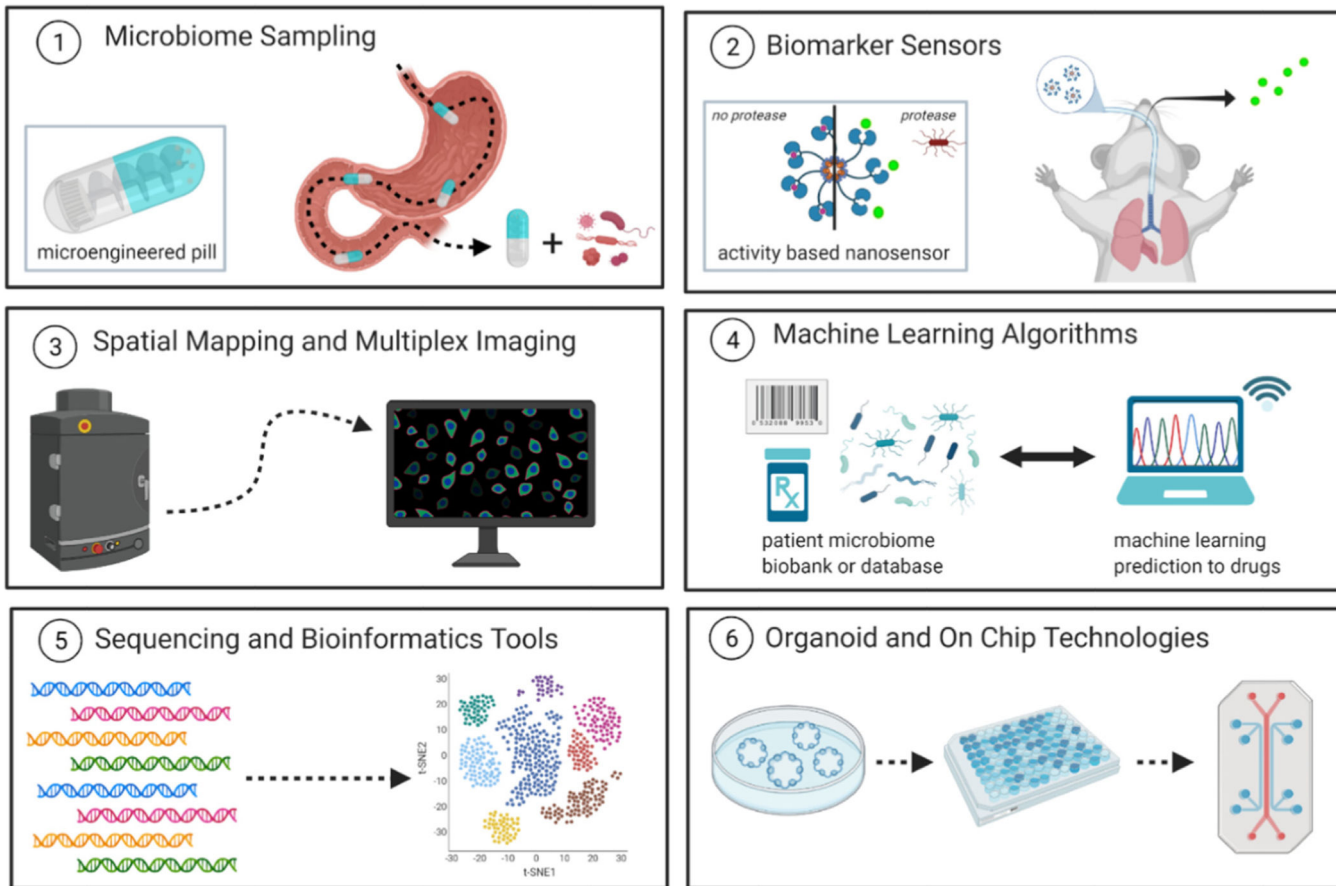 1 Microbiome Sampling
microengineered pill
+
2 Biomarker Sensors
no protease
protease
activity based nanosensor
3 Spatial Mapping and Multiplex Imaging
4 Machine Learning Algorithms
Rx
patient microbiome
biobank or database
machine learning
prediction to drugs
5 Sequencing and Bioinformatics Tools
30
20
10
0
-10
-20
-30
t-SNE2
-30 -20 -10 0 10 20 30
t-SNE1
6 Organoid and On Chip Technologies